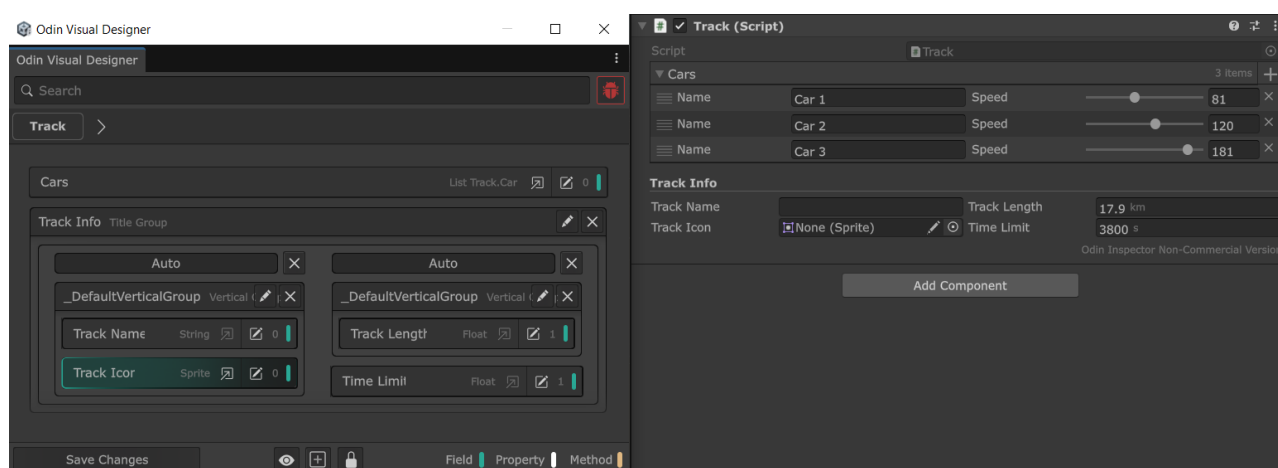 Odin Visual Designer
Odin Visual Designer
Search
Track
Cars List Track.Car 0
Track Info Title Group
Auto Auto
_DefaultVerticalGroup Vertical _DefaultVerticalGroup Vertical
Track Name String 0 Track Length Float 1
Track Icon Sprite 0
Time Limit Float 1
Save Changes Field Property Method
# Track (Script)
Script Track
Cars 3 items
Name Car 1 Speed 81
Name Car 2 Speed 120
Name Car 3 Speed 181
Track Info
Track Name Track Length 17.9 km
Track Icon None (Sprite) Time Limit 3800 s
Odin Inspector Non-Commercial Version
Add Component